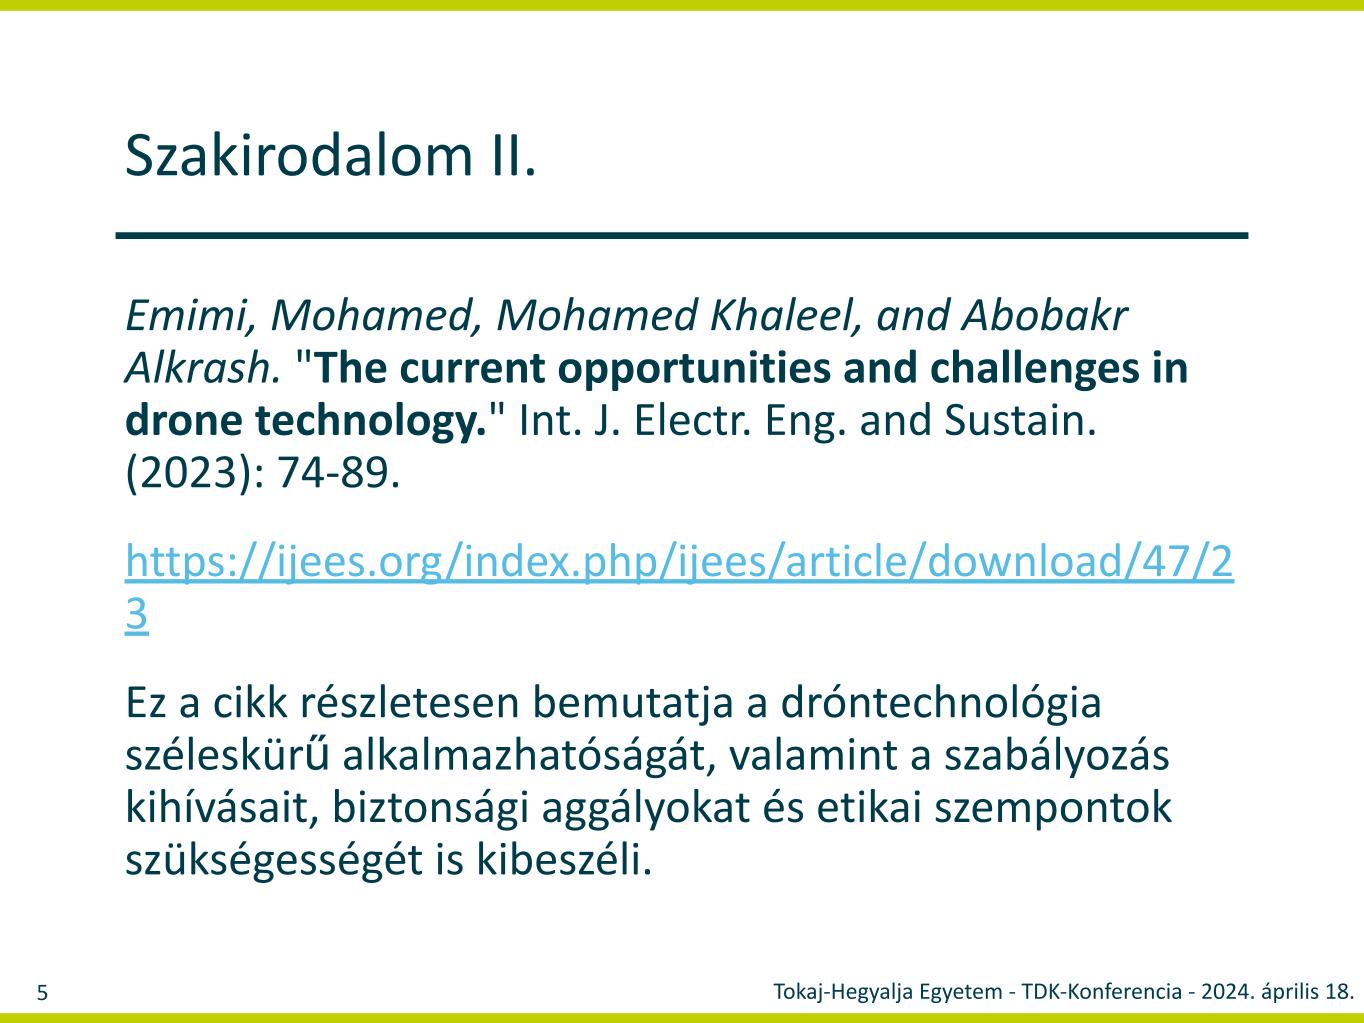 Szakirodalom II.
Emimi, Mohamed, Mohamed Khaleel, and Abobakr
Alkrash. "The current opportunities and challenges in
drone technology." Int. J. Electr. Eng. and Sustain.
(2023): 74-89.
https://ijees.org/index.php/ijees/article/download/47/2
3
Ez a cikk részletesen bemutatja a dróntechnológia
széleskürű alkalmazhatóságát, valamint a szabályozás
kihívásait, biztonsági aggályokat és etikai szempontok
szükségességét is kibeszéli.
5
Tokaj-Hegyalja Egyetem - TDK-Konferencia - 2024. április 18.